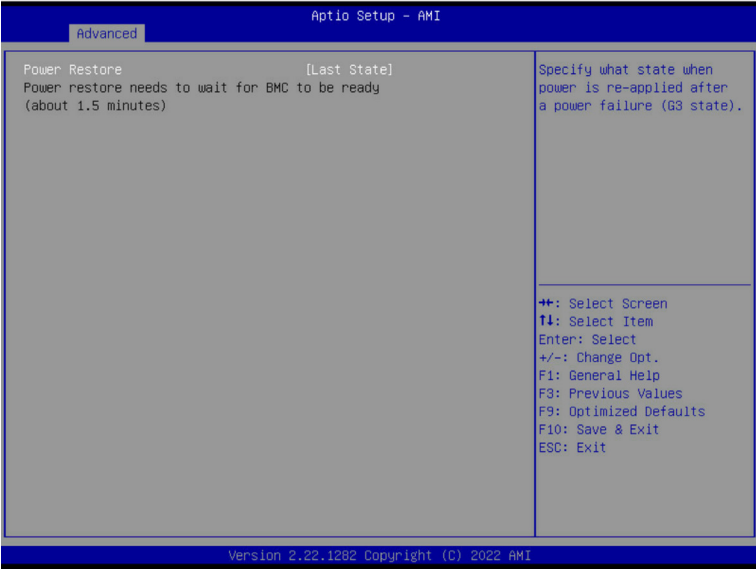 Aptio Setup – AMI
Advanced
Power Restore [Last State]
Power restore needs to wait for BMC to be ready
(about 1.5 minutes)
Specify what state when
power is re-applied after
a power failure (G3 state).
→←: Select Screen
↑↓: Select Item
Enter: Select
+/-: Change Opt.
F1: General Help
F3: Previous Values
F9: Optimized Defaults
F10: Save & Exit
ESC: Exit
Version 2.22.1282 Copyright (C) 2022 AMI